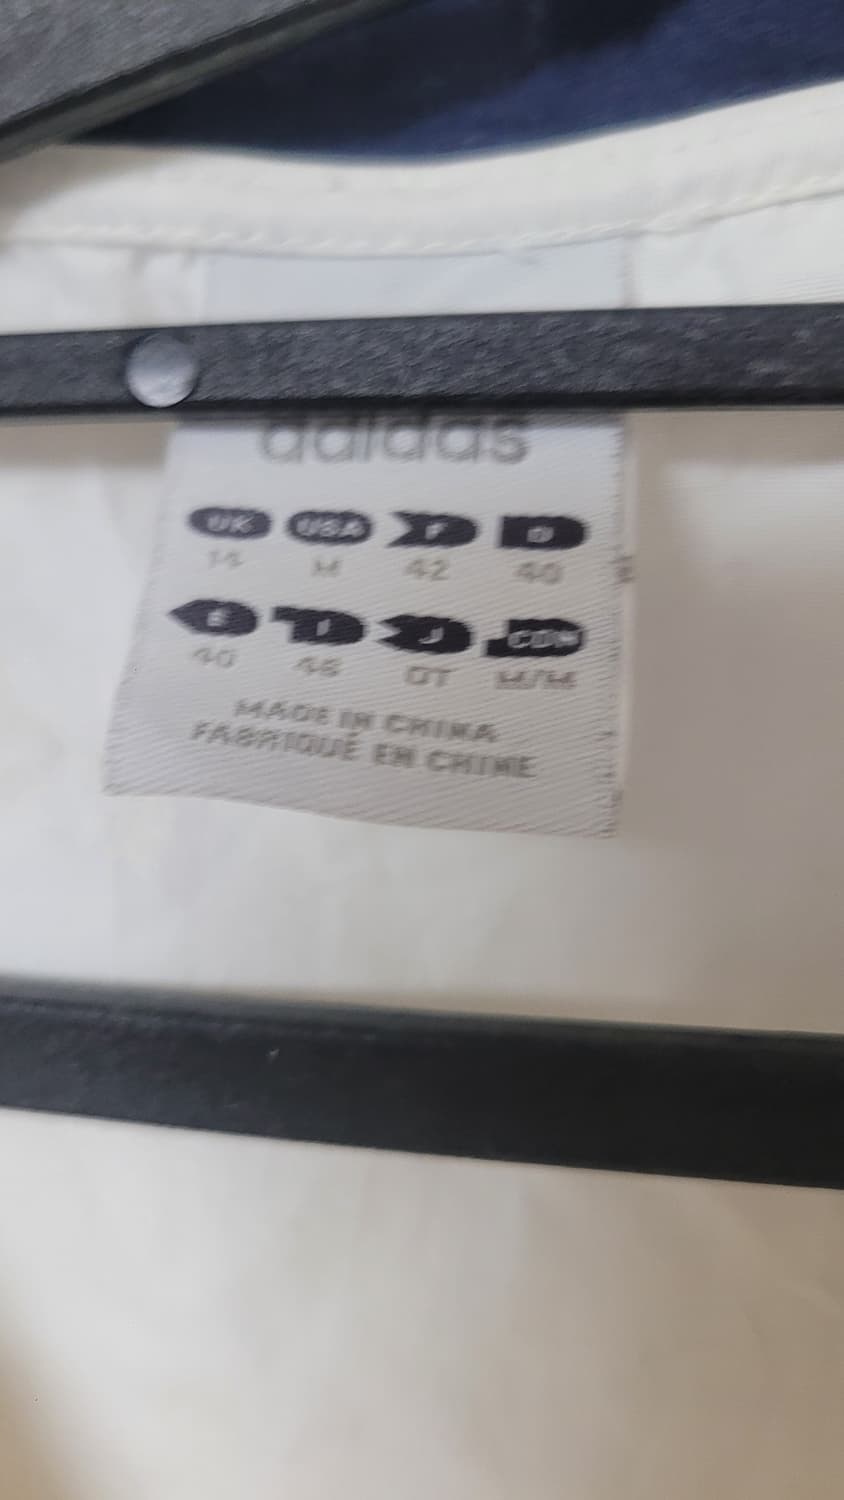 adidas
UK USA F D
14 M 42 40
E I J CDN
40 46 OT M/M
MADE IN CHINA
FABRIQUÉ EN CHINE